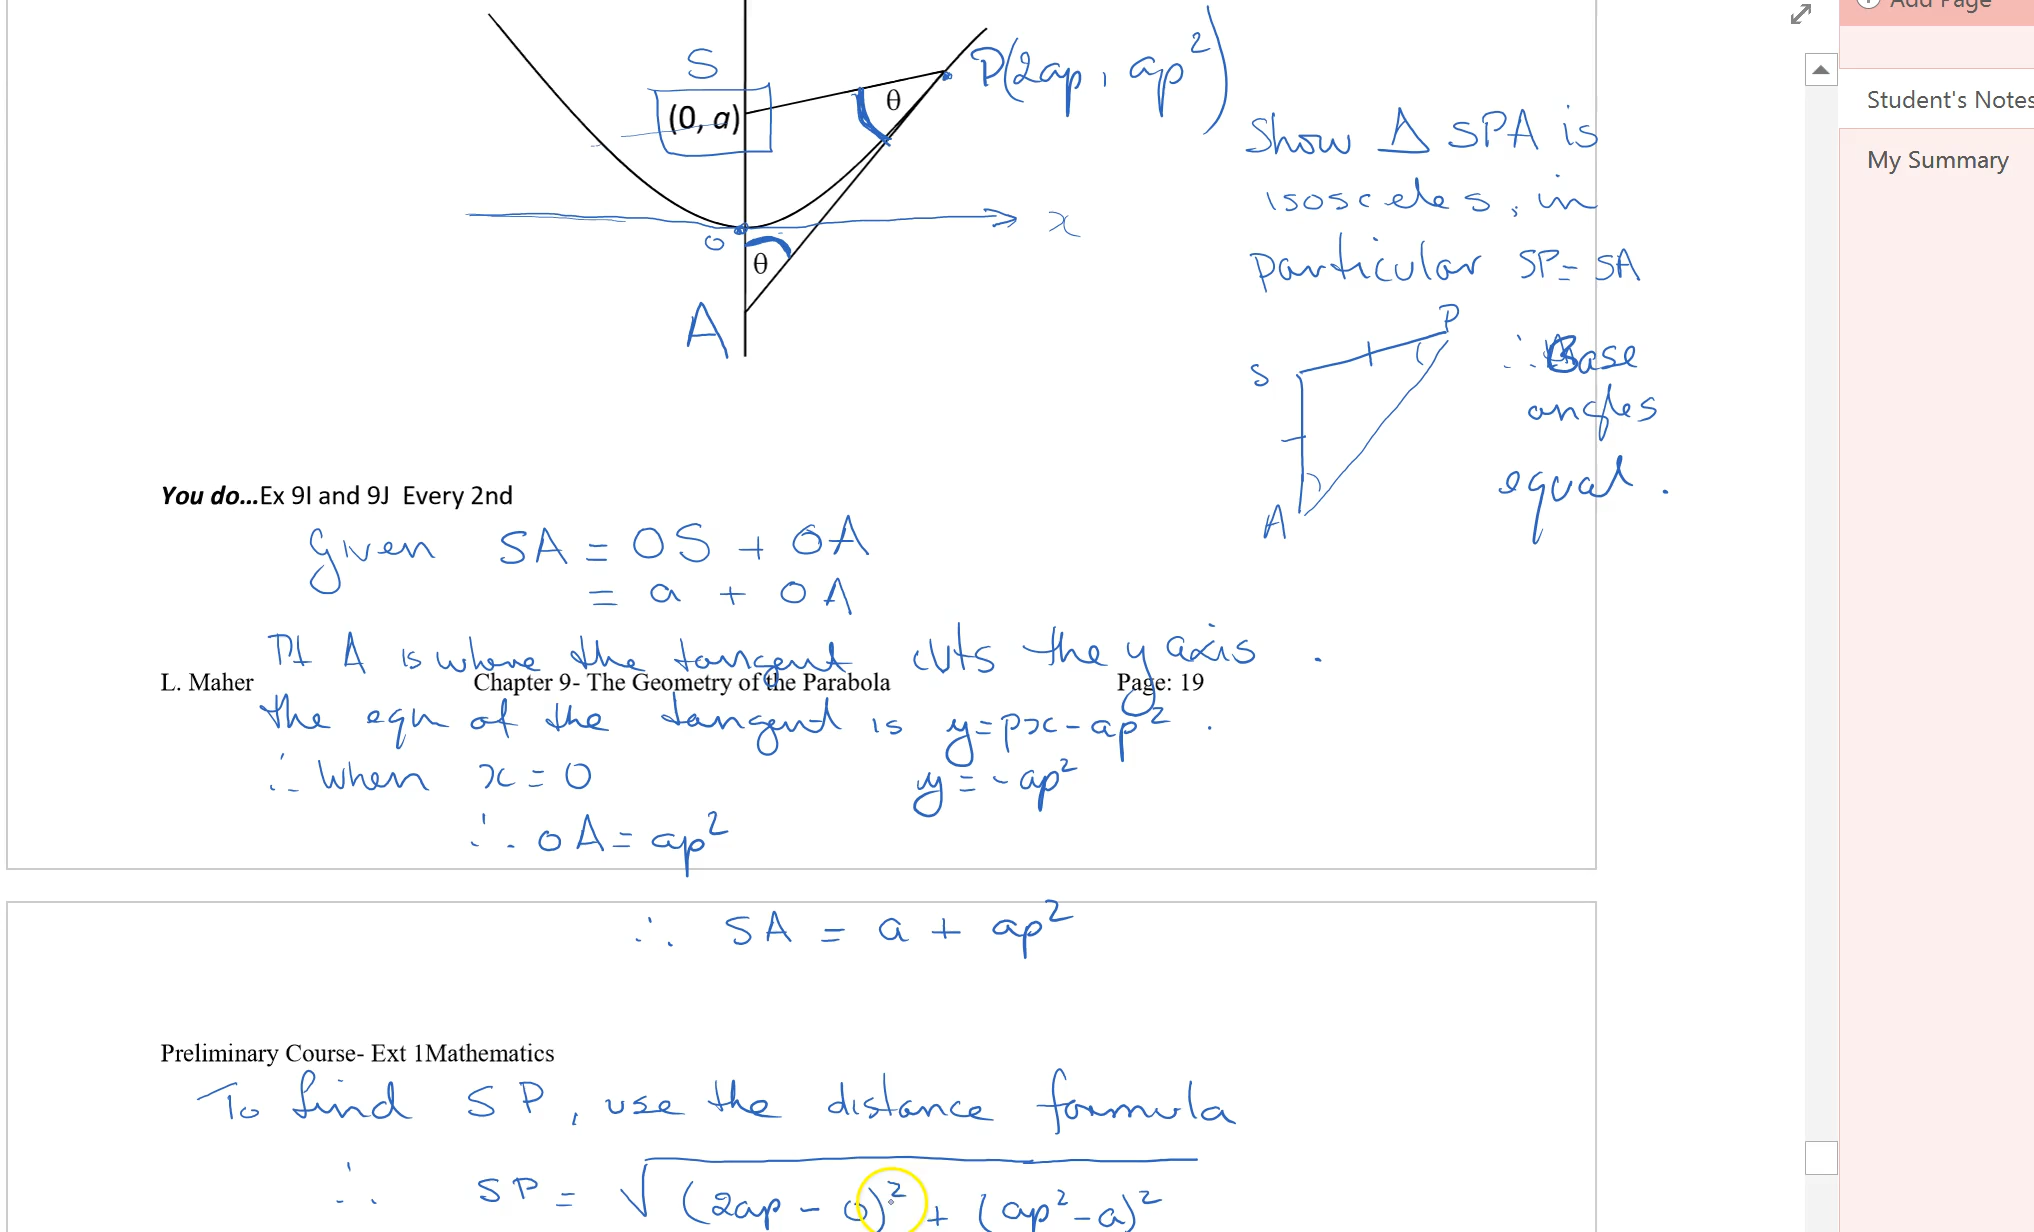 Add Page
Student's Notes
My Summary
S
(0, a)
P(2ap, ap²)
θ
x
O
θ
A
Show Δ SPA is
isosceles, in
particular SP = SA
P
S
A
∴ Base
angles
equal.
You do...Ex 9I and 9J Every 2nd
Given SA = OS + OA
= a + OA
Pt A is where the tangent cuts the y axis.
L. Maher Chapter 9- The Geometry of the Parabola Page: 19
the eqn of the tangent is y = px - ap².
∴ when x = 0 y = -ap²
∴ OA = ap²
∴ SA = a + ap²
Preliminary Course- Ext 1Mathematics
To find SP, use the distance formula
∴ SP = √(2ap - 0)² + (ap² - a)²